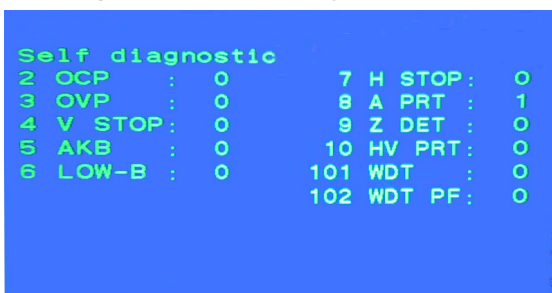 Self diagnostic
2 OCP : 0
3 OVP : 0
4 V STOP: 0
5 AKB : 0
6 LOW-B : 0
7 H STOP: 0
8 A PRT : 1
9 Z DET : 0
10 HV PRT: 0
101 WDT : 0
102 WDT PF: 0